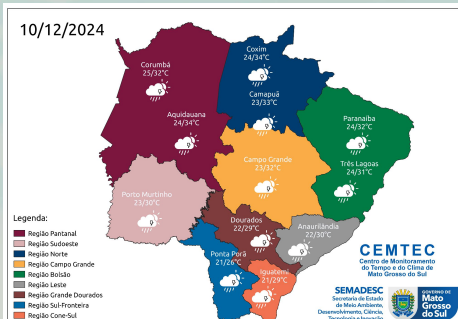 10/12/2024
Coxim
24/34°C
Corumbá
25/32°C
Camapuã
23/33°C
Aquidauana
24/34°C
Paranaíba
24/32°C
Campo Grande
23/32°C
Três Lagoas
24/31°C
Porto Murtinho
23/30°C
Dourados
22/29°C
Anaurilândia
22/30°C
Ponta Porã
21/26°C
Iguatemi
21/29°C
Legenda:
Região Pantanal
Região Sudoeste
Região Norte
Região Campo Grande
Região Bolsão
Região Leste
Região Grande Dourados
Região Sul-Fronteira
Região Cone-Sul
CEMTEC
Centro de Monitoramento
do Tempo e do Clima de
Mato Grosso do Sul
SEMADESC
Secretaria de Estado
de Meio Ambiente,
Desenvolvimento, Ciência,
Tecnologia e Inovação
GOVERNO DE
Mato
Grosso
do Sul